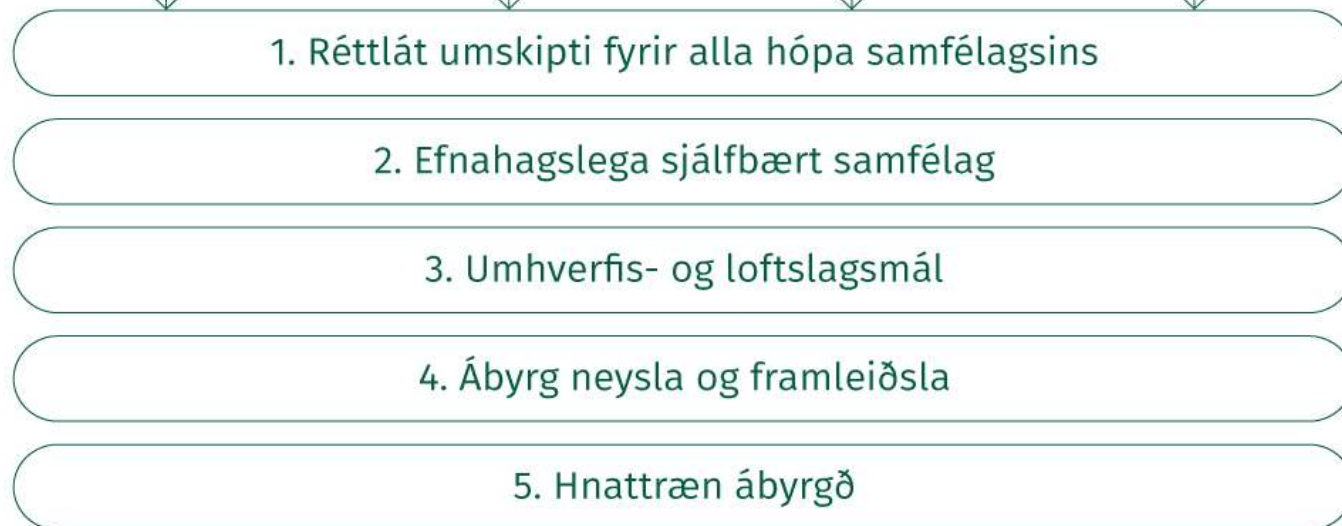 1. Réttlát umskipti fyrir alla hópa samfélagsins
2. Efnahagslega sjálfbært samfélag
3. Umhverfis- og loftslagsmál
4. Ábyrg neysla og framleiðsla
5. Hnattræn ábyrgð